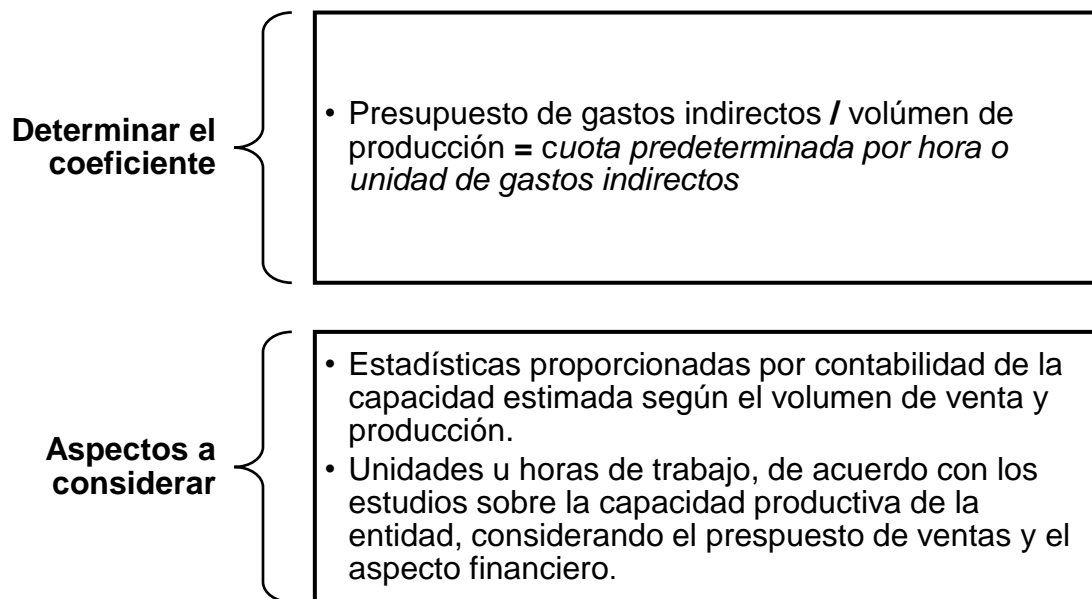 Determinar el
coeficiente
• Presupuesto de gastos indirectos / volúmen de
producción = cuota predeterminada por hora o
unidad de gastos indirectos
Aspectos a
considerar
• Estadísticas proporcionadas por contabilidad de la
capacidad estimada según el volumen de venta y
producción.
• Unidades u horas de trabajo, de acuerdo con los
estudios sobre la capacidad productiva de la
entidad, considerando el prespuesto de ventas y el
aspecto financiero.